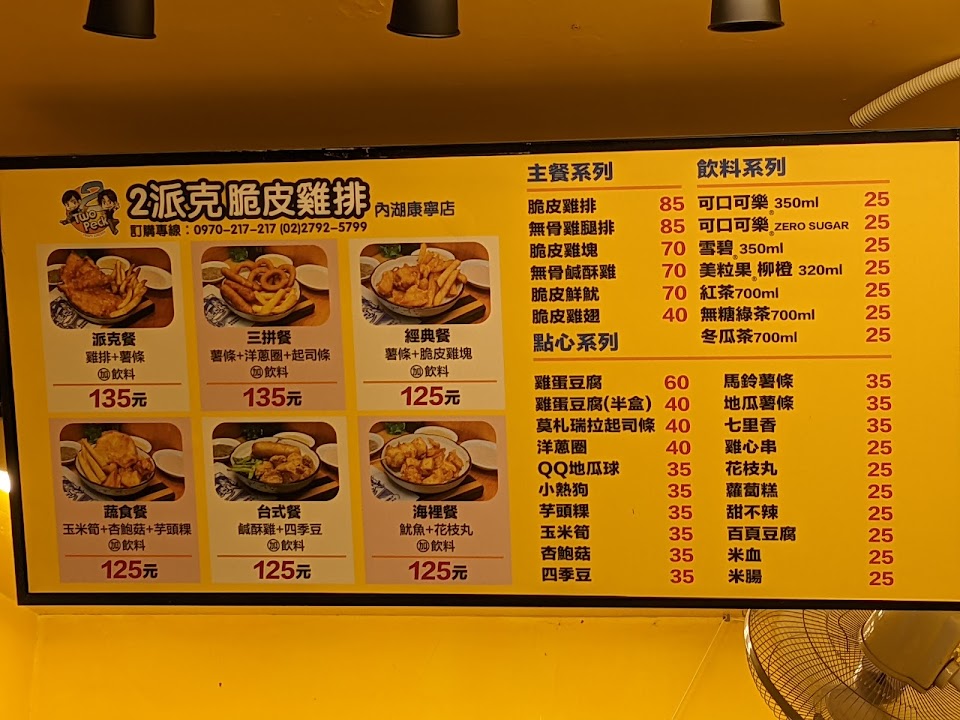 2
Two Peck
2派克脆皮雞排 內湖康寧店
訂購專線：0970-217-217 (02)2792-5799
派克餐
雞排+薯條
加飲料
135元
三拼餐
薯條+洋蔥圈+起司條
加飲料
135元
經典餐
薯條+脆皮雞塊
加飲料
125元
蔬食餐
玉米筍+杏鮑菇+芋頭粿
加飲料
125元
台式餐
鹹酥雞+四季豆
加飲料
125元
海裡餐
魷魚+花枝丸
加飲料
125元
主餐系列
脆皮雞排 85
無骨雞腿排 85
脆皮雞塊 70
無骨鹹酥雞 70
脆皮鮮魷 70
脆皮雞翅 40
飲料系列
可口可樂® 350ml 25
可口可樂® ZERO SUGAR 25
雪碧® 350ml 25
美粒果® 柳橙 320ml 25
紅茶700ml 25
無糖綠茶700ml 25
冬瓜茶700ml 25
點心系列
雞蛋豆腐 60
雞蛋豆腐(半盒) 40
莫札瑞拉起司條 40
洋蔥圈 40
QQ地瓜球 35
小熱狗 35
芋頭粿 35
玉米筍 35
杏鮑菇 35
四季豆 35
馬鈴薯條 35
地瓜薯條 35
七里香 35
雞心串 25
花枝丸 25
蘿蔔糕 25
甜不辣 25
百頁豆腐 25
米血 25
米腸 25